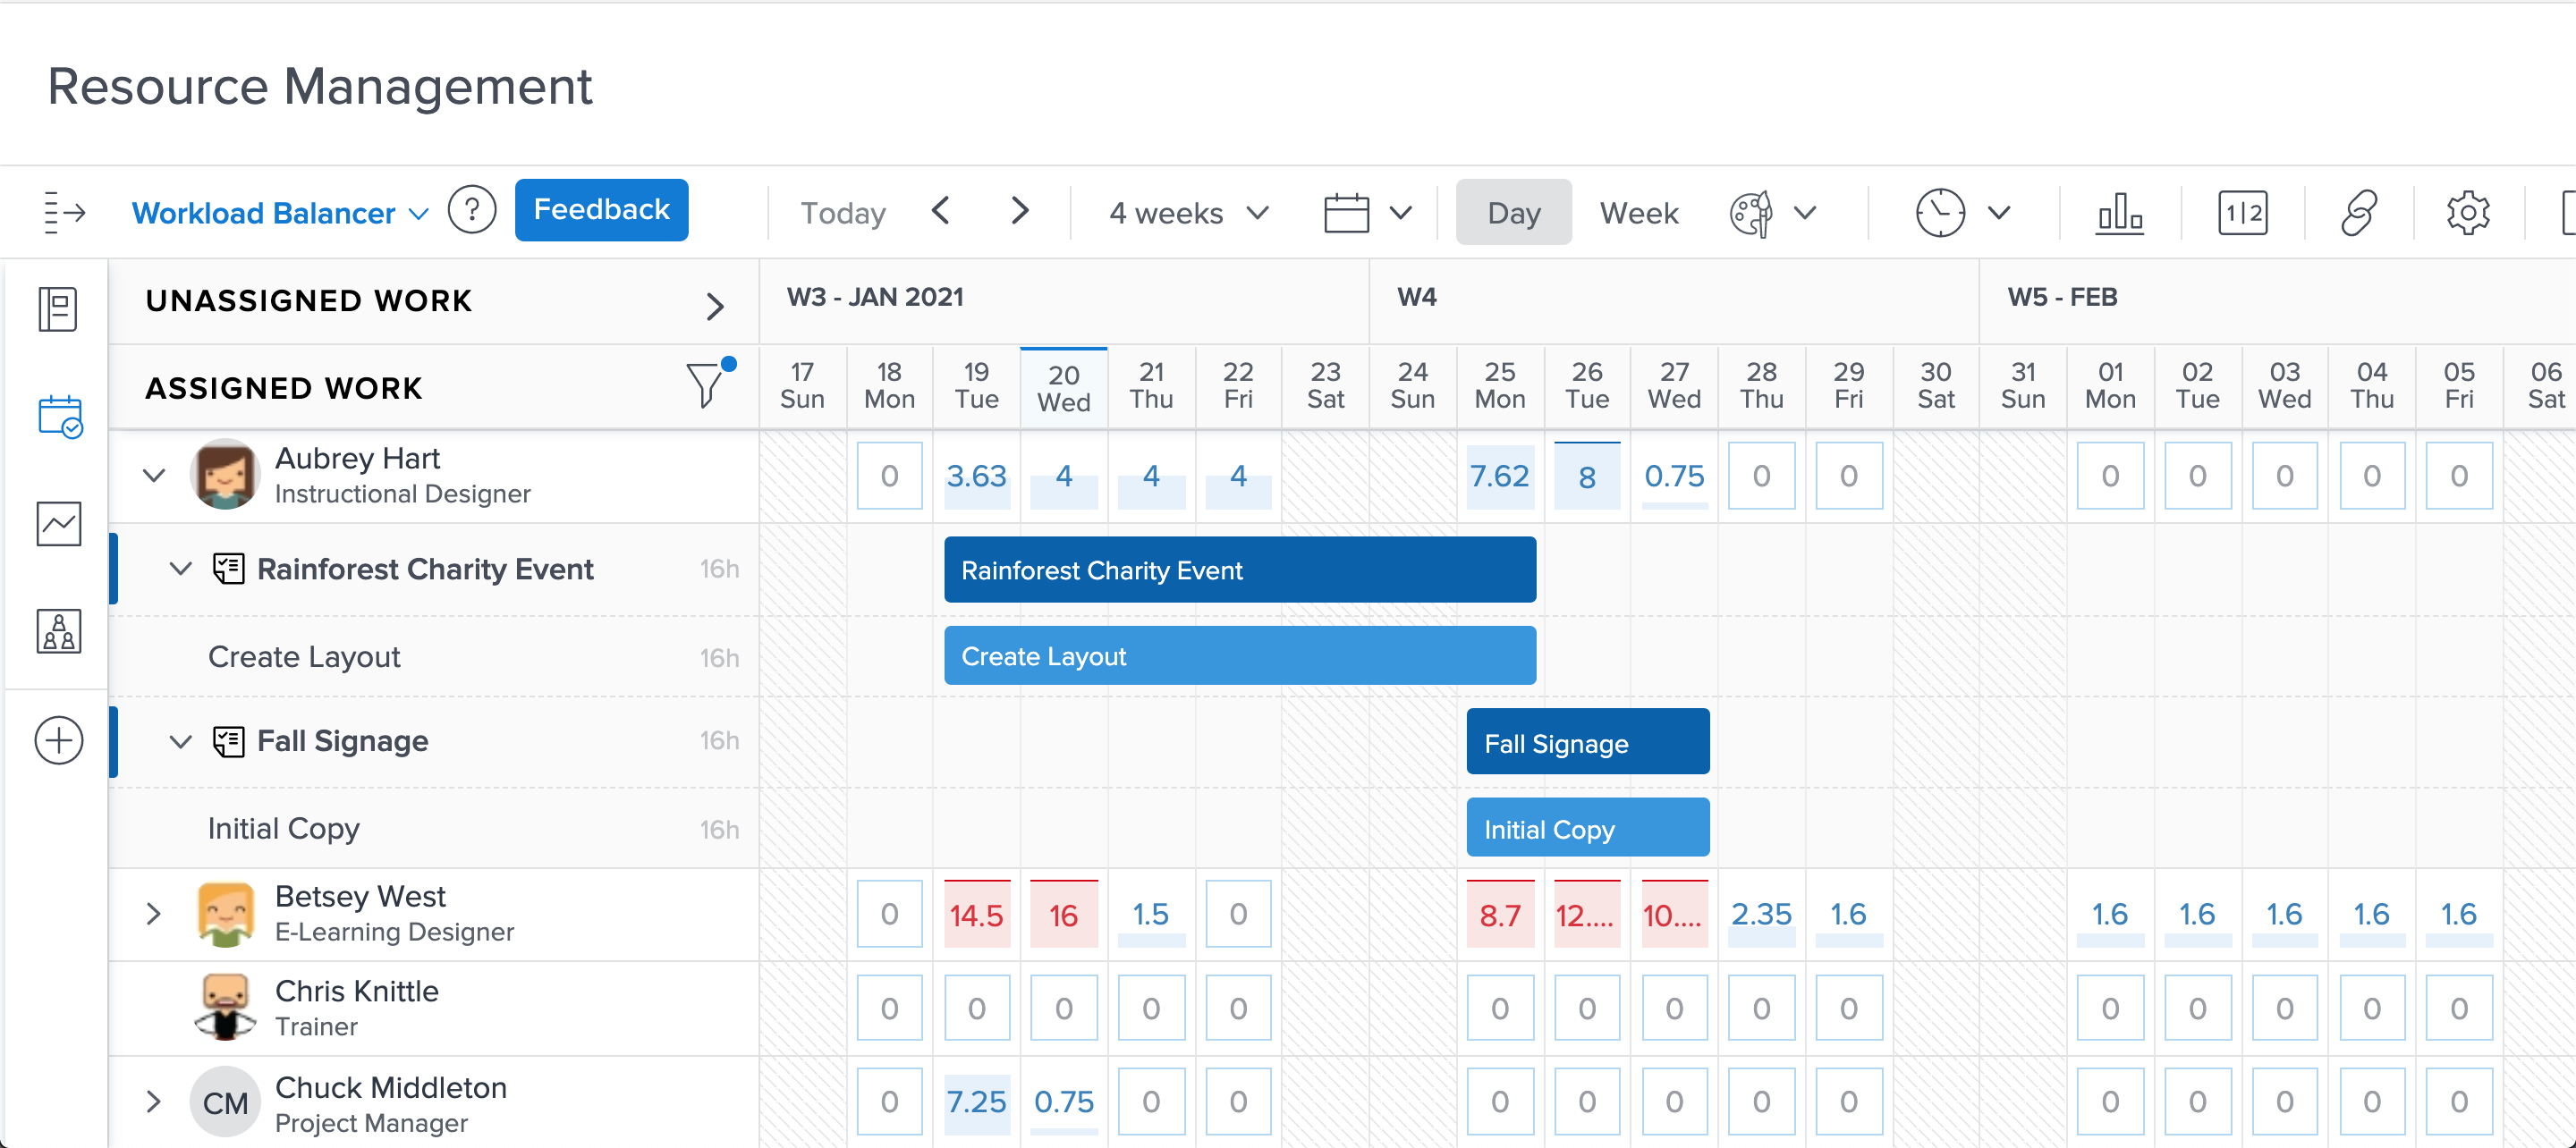 Resource Management
Workload Balancer ? Feedback Today 4 weeks Day Week 1|2
UNASSIGNED WORK W3 - JAN 2021 W4 W5 - FEB
ASSIGNED WORK
17 18 19 20 21 22 23 24 25 26 27 28 29 30 31 01 02 03 04 05 06
Sun Mon Tue Wed Thu Fri Sat Sun Mon Tue Wed Thu Fri Sat Sun Mon Tue Wed Thu Fri Sat
Aubrey Hart
Instructional Designer
0 3.63 4 4 4 7.62 8 0.75 0 0 0 0 0 0 0
Rainforest Charity Event 16h Rainforest Charity Event
Create Layout 16h Create Layout
Fall Signage 16h Fall Signage
Initial Copy 16h Initial Copy
Betsey West
E-Learning Designer
0 14.5 16 1.5 0 8.7 12.... 10.... 2.35 1.6 1.6 1.6 1.6 1.6 1.6
Chris Knittle
Trainer
0 0 0 0 0 0 0 0 0 0 0 0 0 0 0
CM
Chuck Middleton
Project Manager
0 7.25 0.75 0 0 0 0 0 0 0 0 0 0 0 0